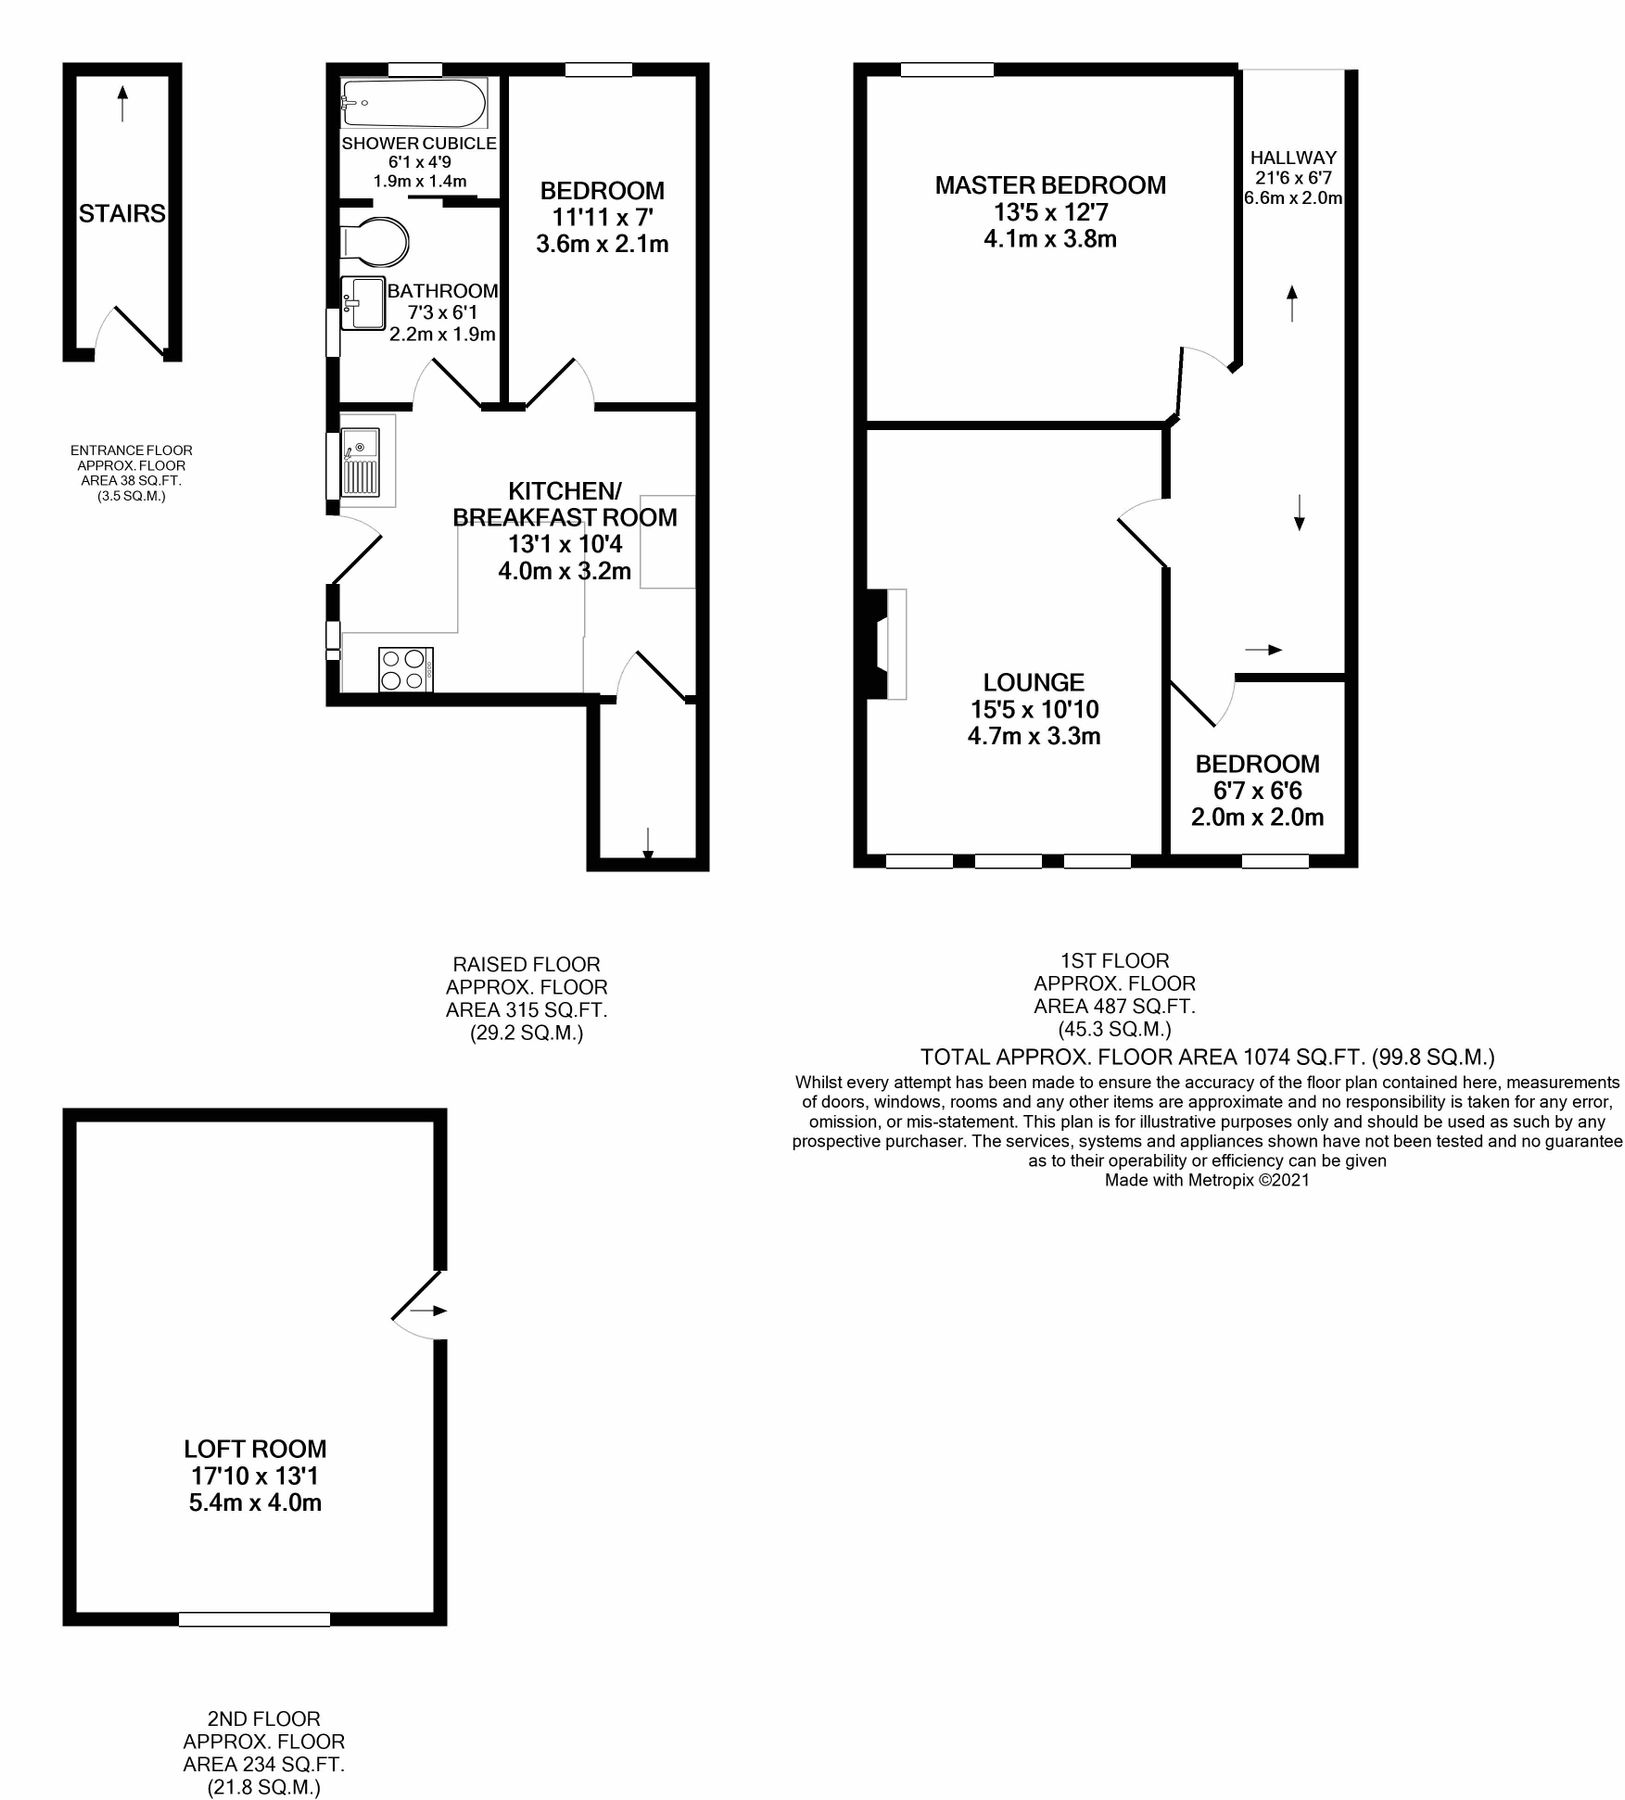 STAIRS
ENTRANCE FLOOR
APPROX. FLOOR
AREA 38 SQ.FT.
(3.5 SQ.M.)
SHOWER CUBICLE
6'1 x 4'9
1.9m x 1.4m
BEDROOM
11'11 x 7'
3.6m x 2.1m
BATHROOM
7'3 x 6'1
2.2m x 1.9m
KITCHEN/
BREAKFAST ROOM
13'1 x 10'4
4.0m x 3.2m
RAISED FLOOR
APPROX. FLOOR
AREA 315 SQ.FT.
(29.2 SQ.M.)
MASTER BEDROOM
13'5 x 12'7
4.1m x 3.8m
HALLWAY
21'6 x 6'7
6.6m x 2.0m
LOUNGE
15'5 x 10'10
4.7m x 3.3m
BEDROOM
6'7 x 6'6
2.0m x 2.0m
1ST FLOOR
APPROX. FLOOR
AREA 487 SQ.FT.
(45.3 SQ.M.)
TOTAL APPROX. FLOOR AREA 1074 SQ.FT. (99.8 SQ.M.)
Whilst every attempt has been made to ensure the accuracy of the floor plan contained here, measurements
of doors, windows, rooms and any other items are approximate and no responsibility is taken for any error,
omission, or mis-statement. This plan is for illustrative purposes only and should be used as such by any
prospective purchaser. The services, systems and appliances shown have not been tested and no guarantee
as to their operability or efficiency can be given
Made with Metropix ©2021
LOFT ROOM
17'10 x 13'1
5.4m x 4.0m
2ND FLOOR
APPROX. FLOOR
AREA 234 SQ.FT.
(21.8 SQ.M.)